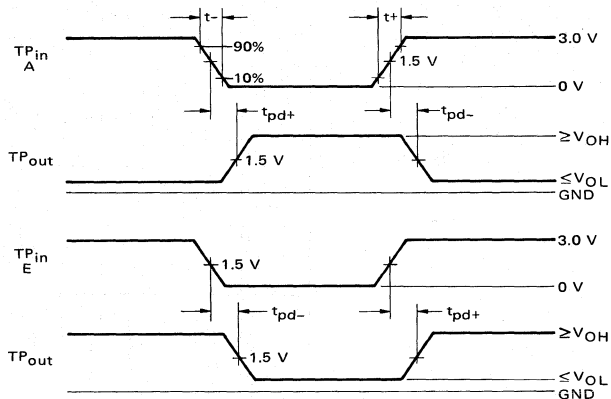 t- t+
TPin A 90% 10% 1.5 V 3.0 V 0 V
tpd+ tpd-
TPout 1.5 V ≥VOH ≤VOL GND
TPin E 1.5 V 3.0 V 0 V
tpd- tpd+
TPout 1.5 V ≥VOH ≤VOL GND